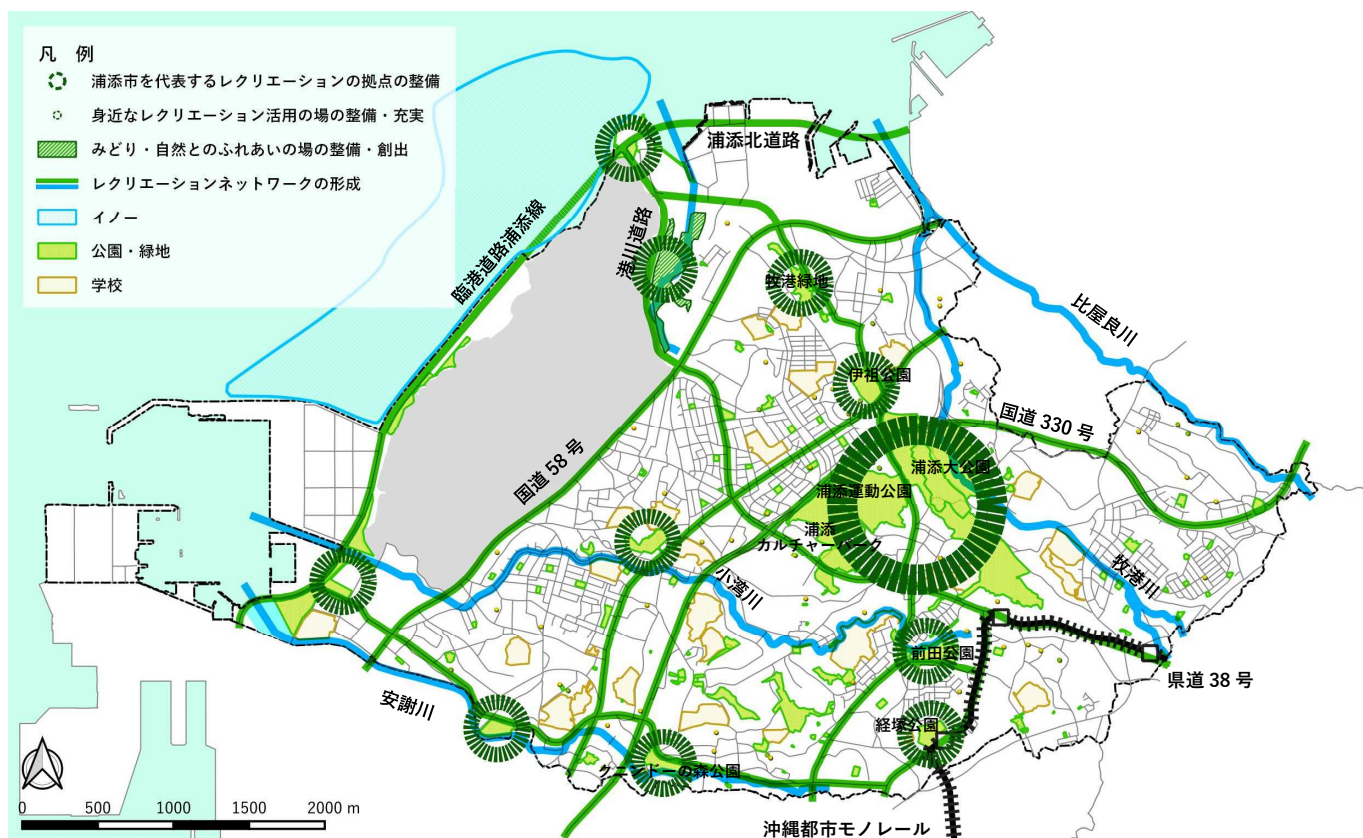 凡 例
浦添市を代表するレクリエーションの拠点の整備
身近なレクリエーション活用の場の整備・充実
みどり・自然とのふれあいの場の整備・創出
レクリエーションネットワークの形成
イノー
公園・緑地
学校
浦添北道路
臨港道路浦添線
港川道路
牧港緑地
比屋良川
伊祖公園
国道 330 号
国道 58 号
浦添大公園
浦添運動公園
浦添
カルチャーパーク
小湾川
牧港川
前田公園
県道 38 号
安謝川
経塚公園
クニンドーの森公園
0 500 1000 1500 2000 m
沖縄都市モノレール